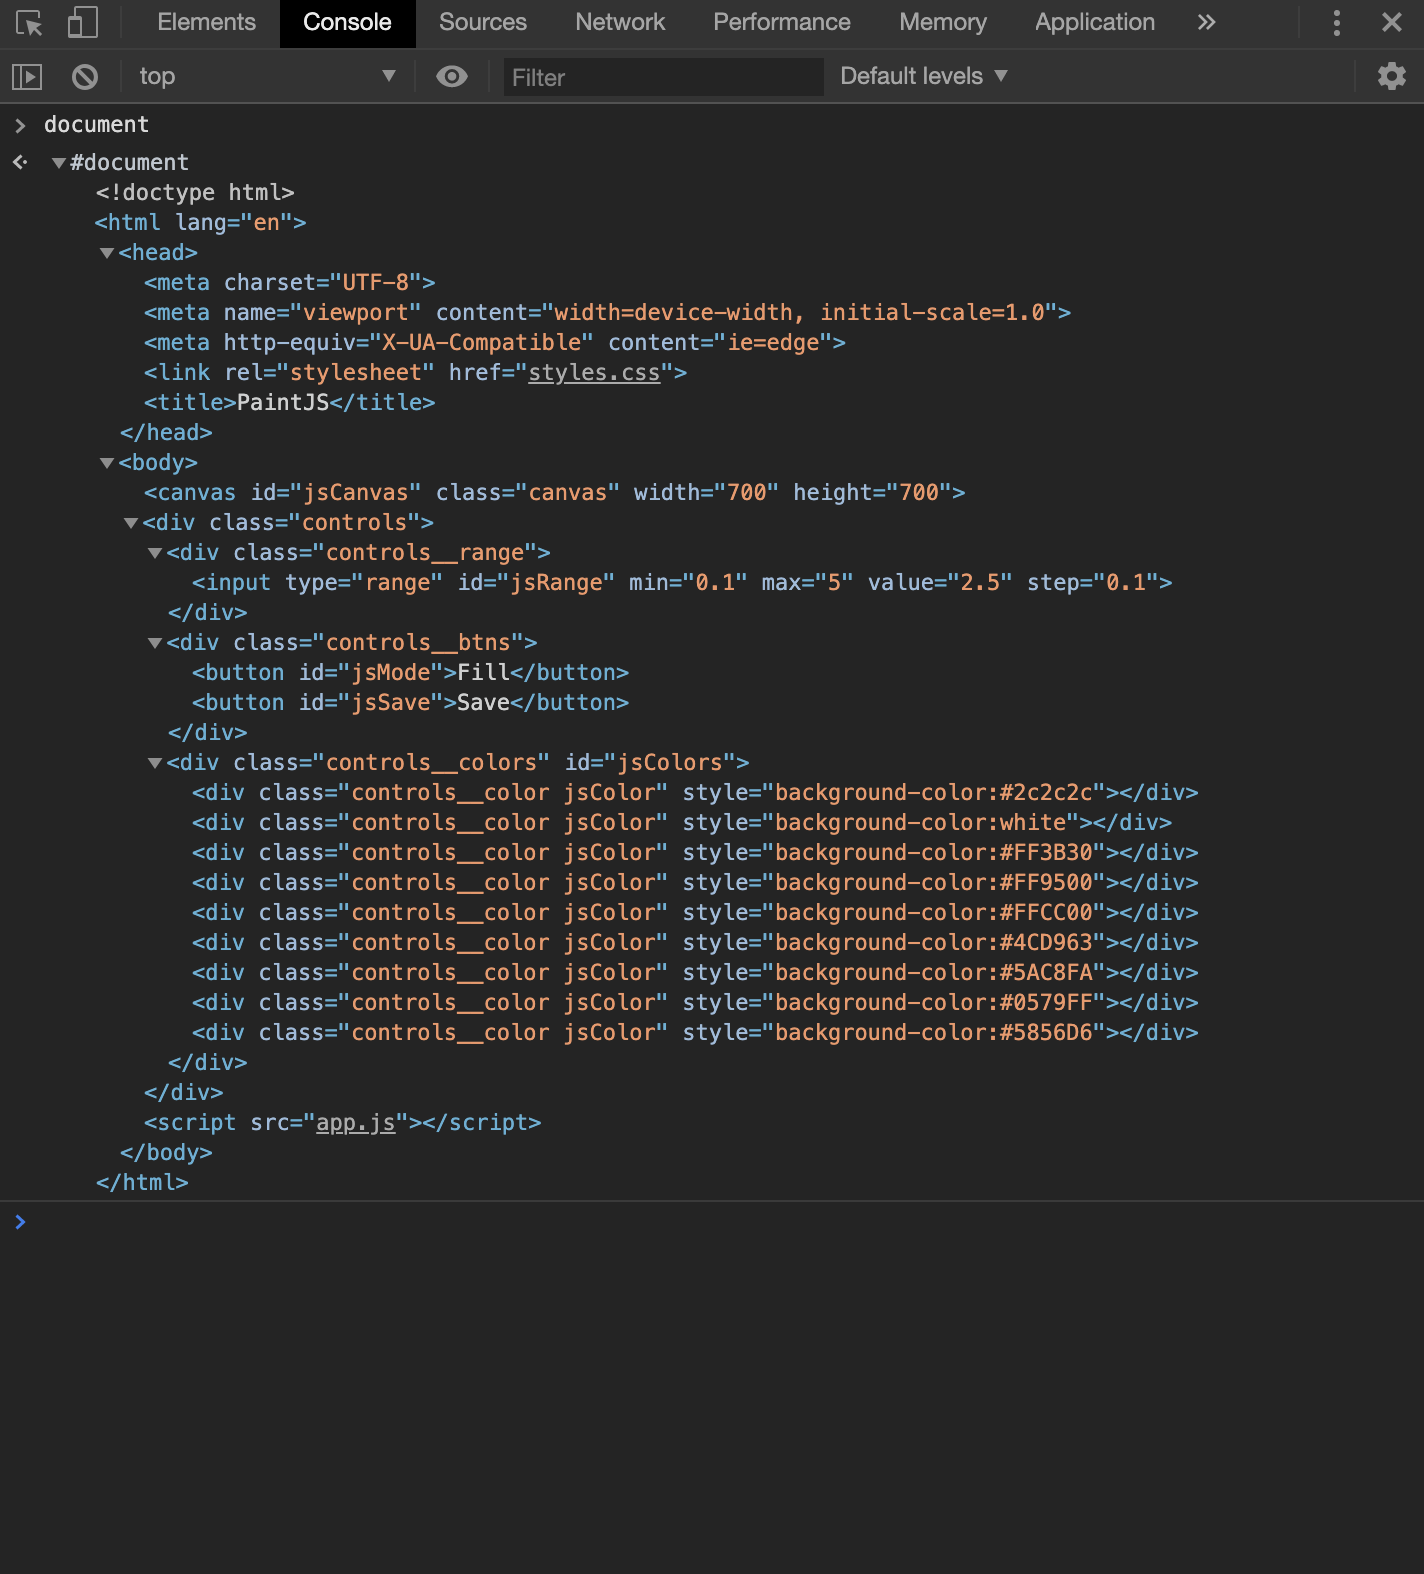 Elements Console Sources Network Performance Memory Application
top Filter Default levels
document
#document
<!doctype html>
<html lang="en">
<head>
<meta charset="UTF-8">
<meta name="viewport" content="width=device-width, initial-scale=1.0">
<meta http-equiv="X-UA-Compatible" content="ie=edge">
<link rel="stylesheet" href="styles.css">
<title>PaintJS</title>
</head>
<body>
<canvas id="jsCanvas" class="canvas" width="700" height="700">
<div class="controls">
<div class="controls__range">
<input type="range" id="jsRange" min="0.1" max="5" value="2.5" step="0.1">
</div>
<div class="controls__btns">
<button id="jsMode">Fill</button>
<button id="jsSave">Save</button>
</div>
<div class="controls__colors" id="jsColors">
<div class="controls__color jsColor" style="background-color:#2c2c2c"></div>
<div class="controls__color jsColor" style="background-color:white"></div>
<div class="controls__color jsColor" style="background-color:#FF3B30"></div>
<div class="controls__color jsColor" style="background-color:#FF9500"></div>
<div class="controls__color jsColor" style="background-color:#FFCC00"></div>
<div class="controls__color jsColor" style="background-color:#4CD963"></div>
<div class="controls__color jsColor" style="background-color:#5AC8FA"></div>
<div class="controls__color jsColor" style="background-color:#0579FF"></div>
<div class="controls__color jsColor" style="background-color:#5856D6"></div>
</div>
</div>
<script src="app.js"></script>
</body>
</html>